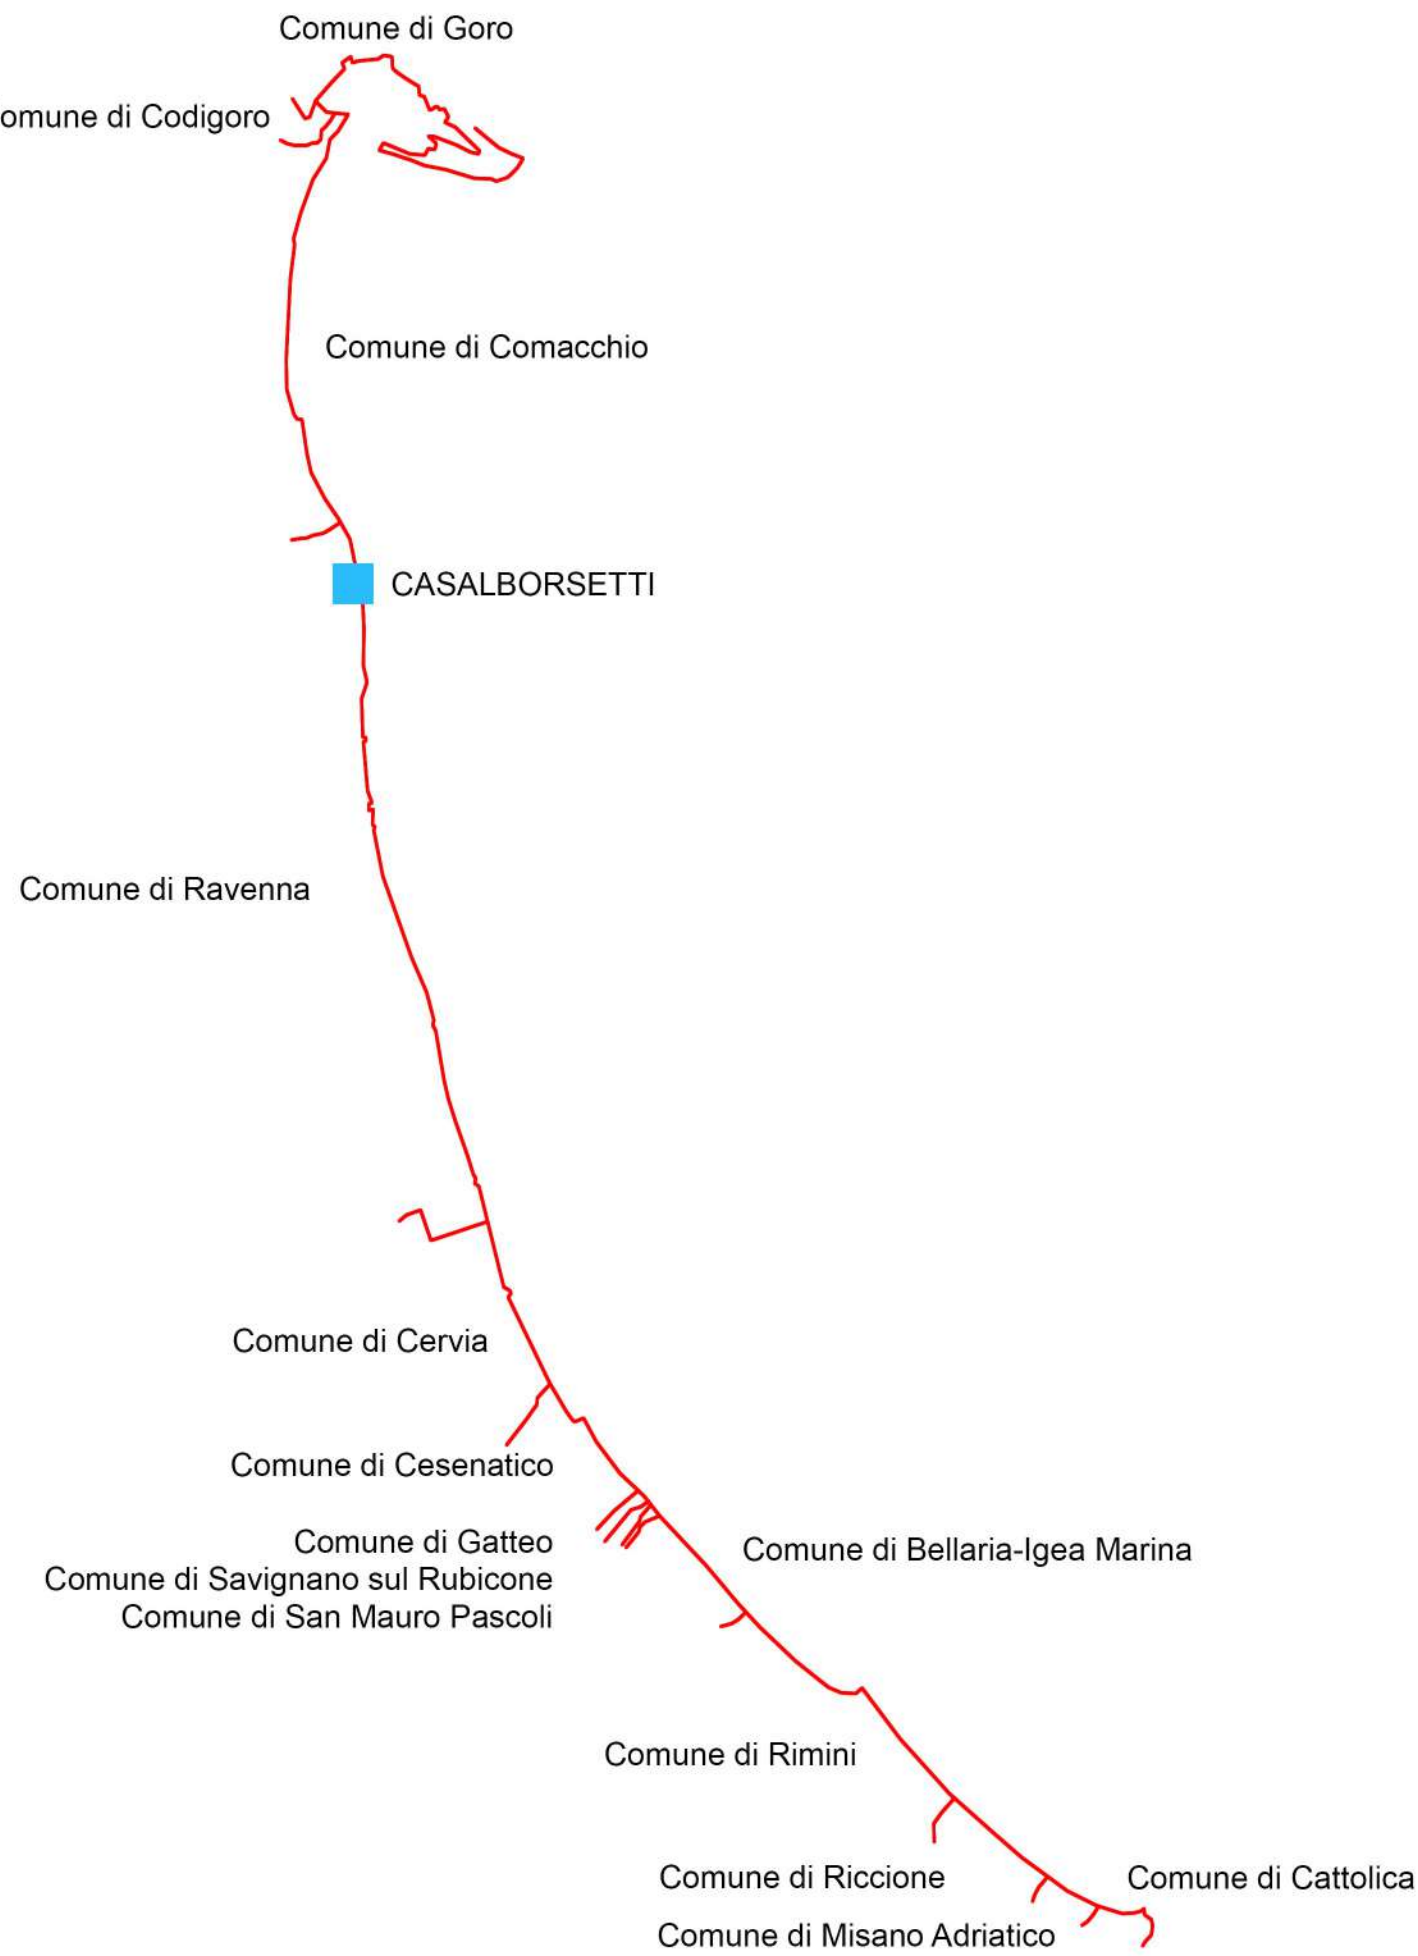 Comune di Goro
omune di Codigoro
Comune di Comacchio
CASALBORSETTI
Comune di Ravenna
Comune di Cervia
Comune di Cesenatico
Comune di Gatteo
Comune di Bellaria-Igea Marina
Comune di Savignano sul Rubicone
Comune di San Mauro Pascoli
Comune di Rimini
Comune di Riccione
Comune di Cattolica
Comune di Misano Adriatico